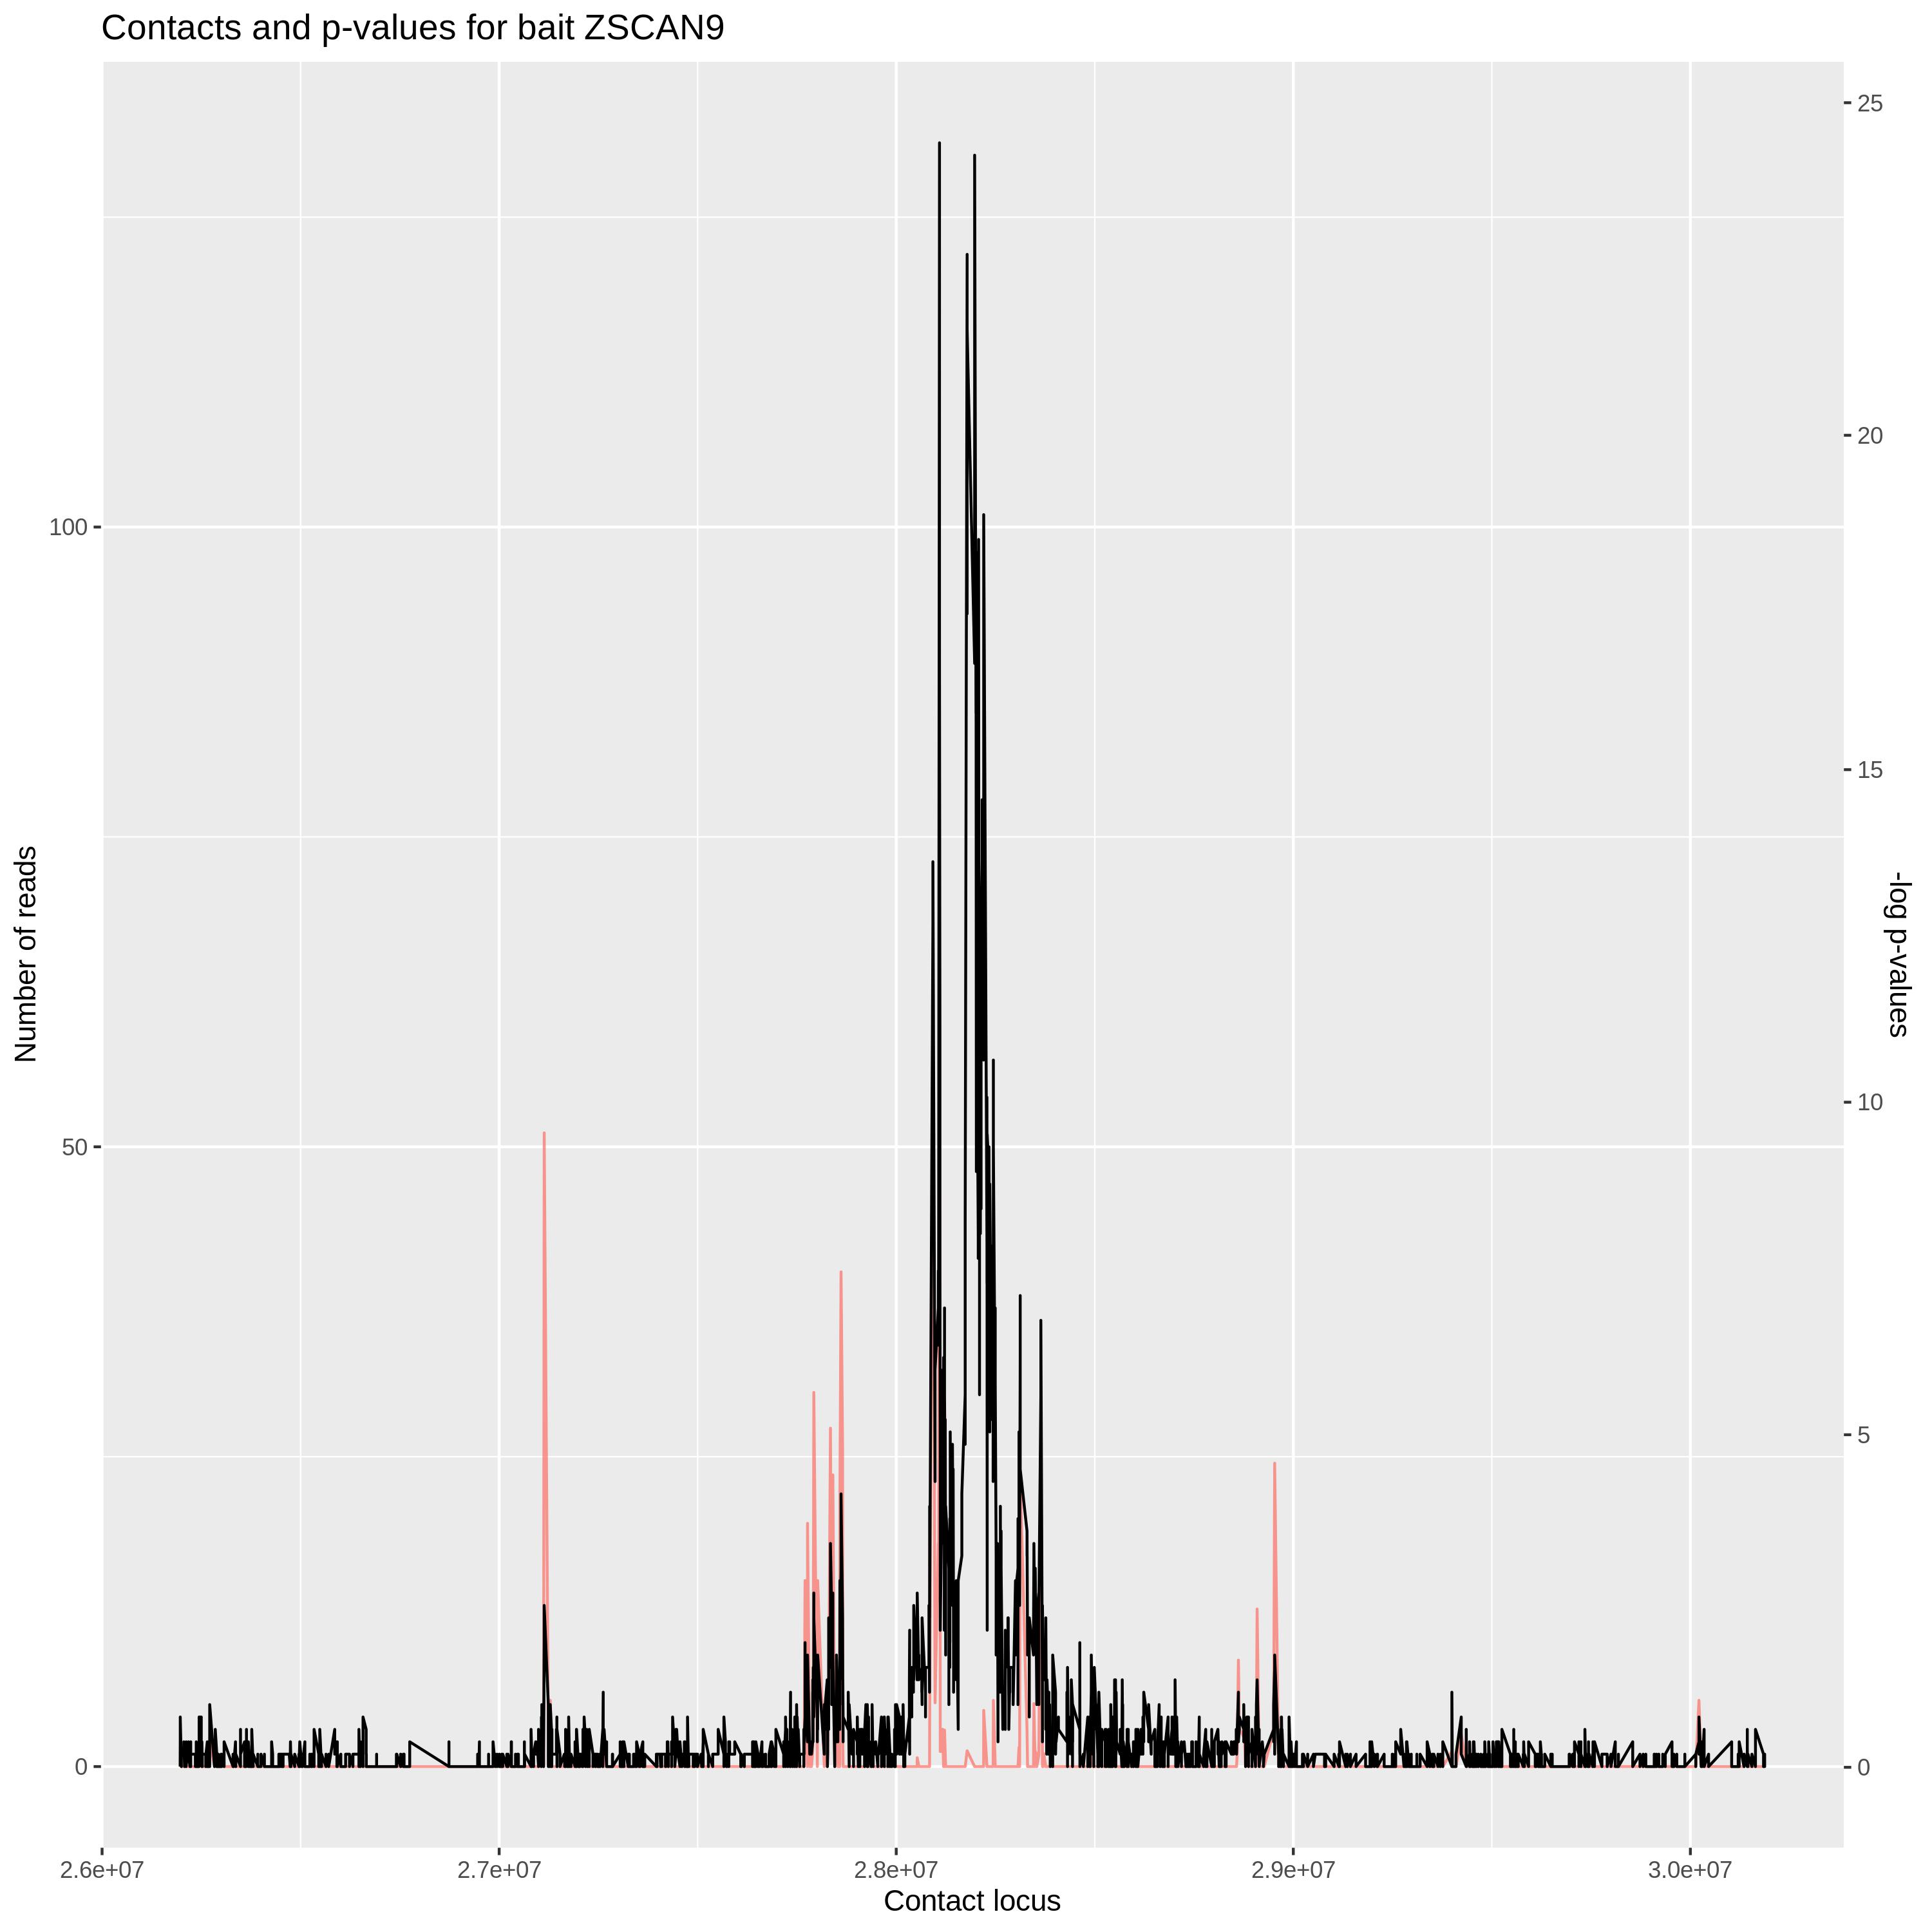 Contacts and p-values for bait ZSCAN9
Number of reads
100
50
0
25
20
15
10
5
0
-log p-values
2.6e+07 2.7e+07 2.8e+07 2.9e+07 3.0e+07
Contact locus